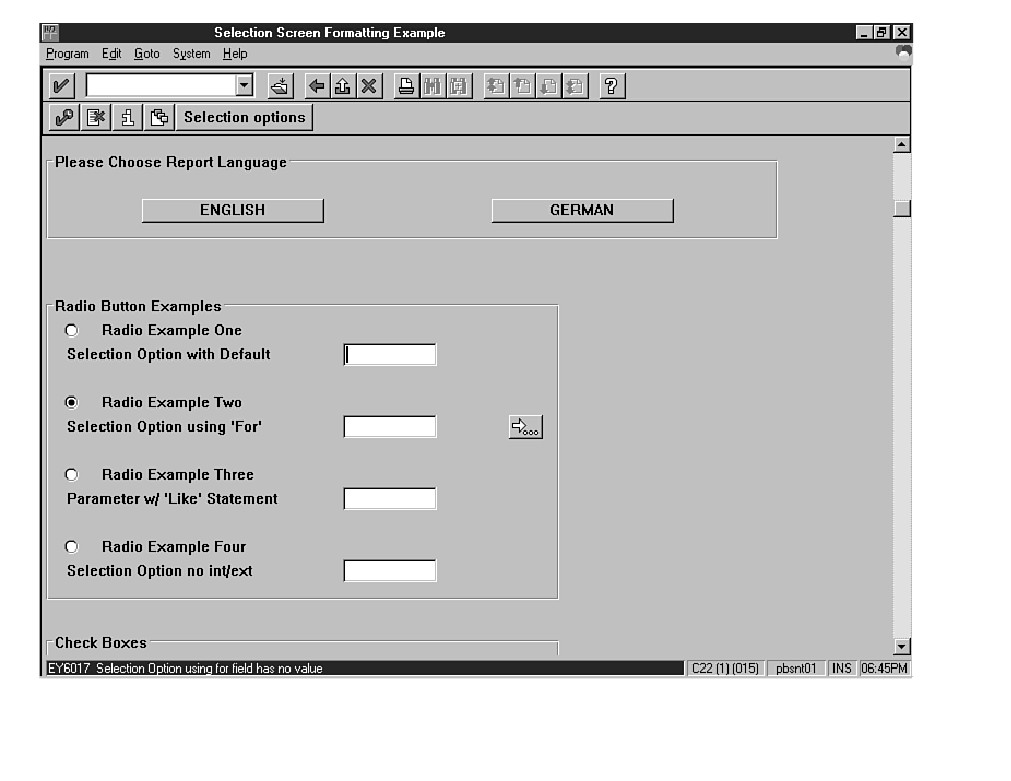 Selection Screen Formatting Example
Program Edit Goto System Help
Selection options
Please Choose Report Language
ENGLISH GERMAN
Radio Button Examples
Radio Example One
Selection Option with Default
Radio Example Two
Selection Option using 'For'
Radio Example Three
Parameter w/ 'Like' Statement
Radio Example Four
Selection Option no int/ext
Check Boxes
EY6017 Selection Option using for field has no value C22 (1) (015) pbsnt01 INS 06:45PM